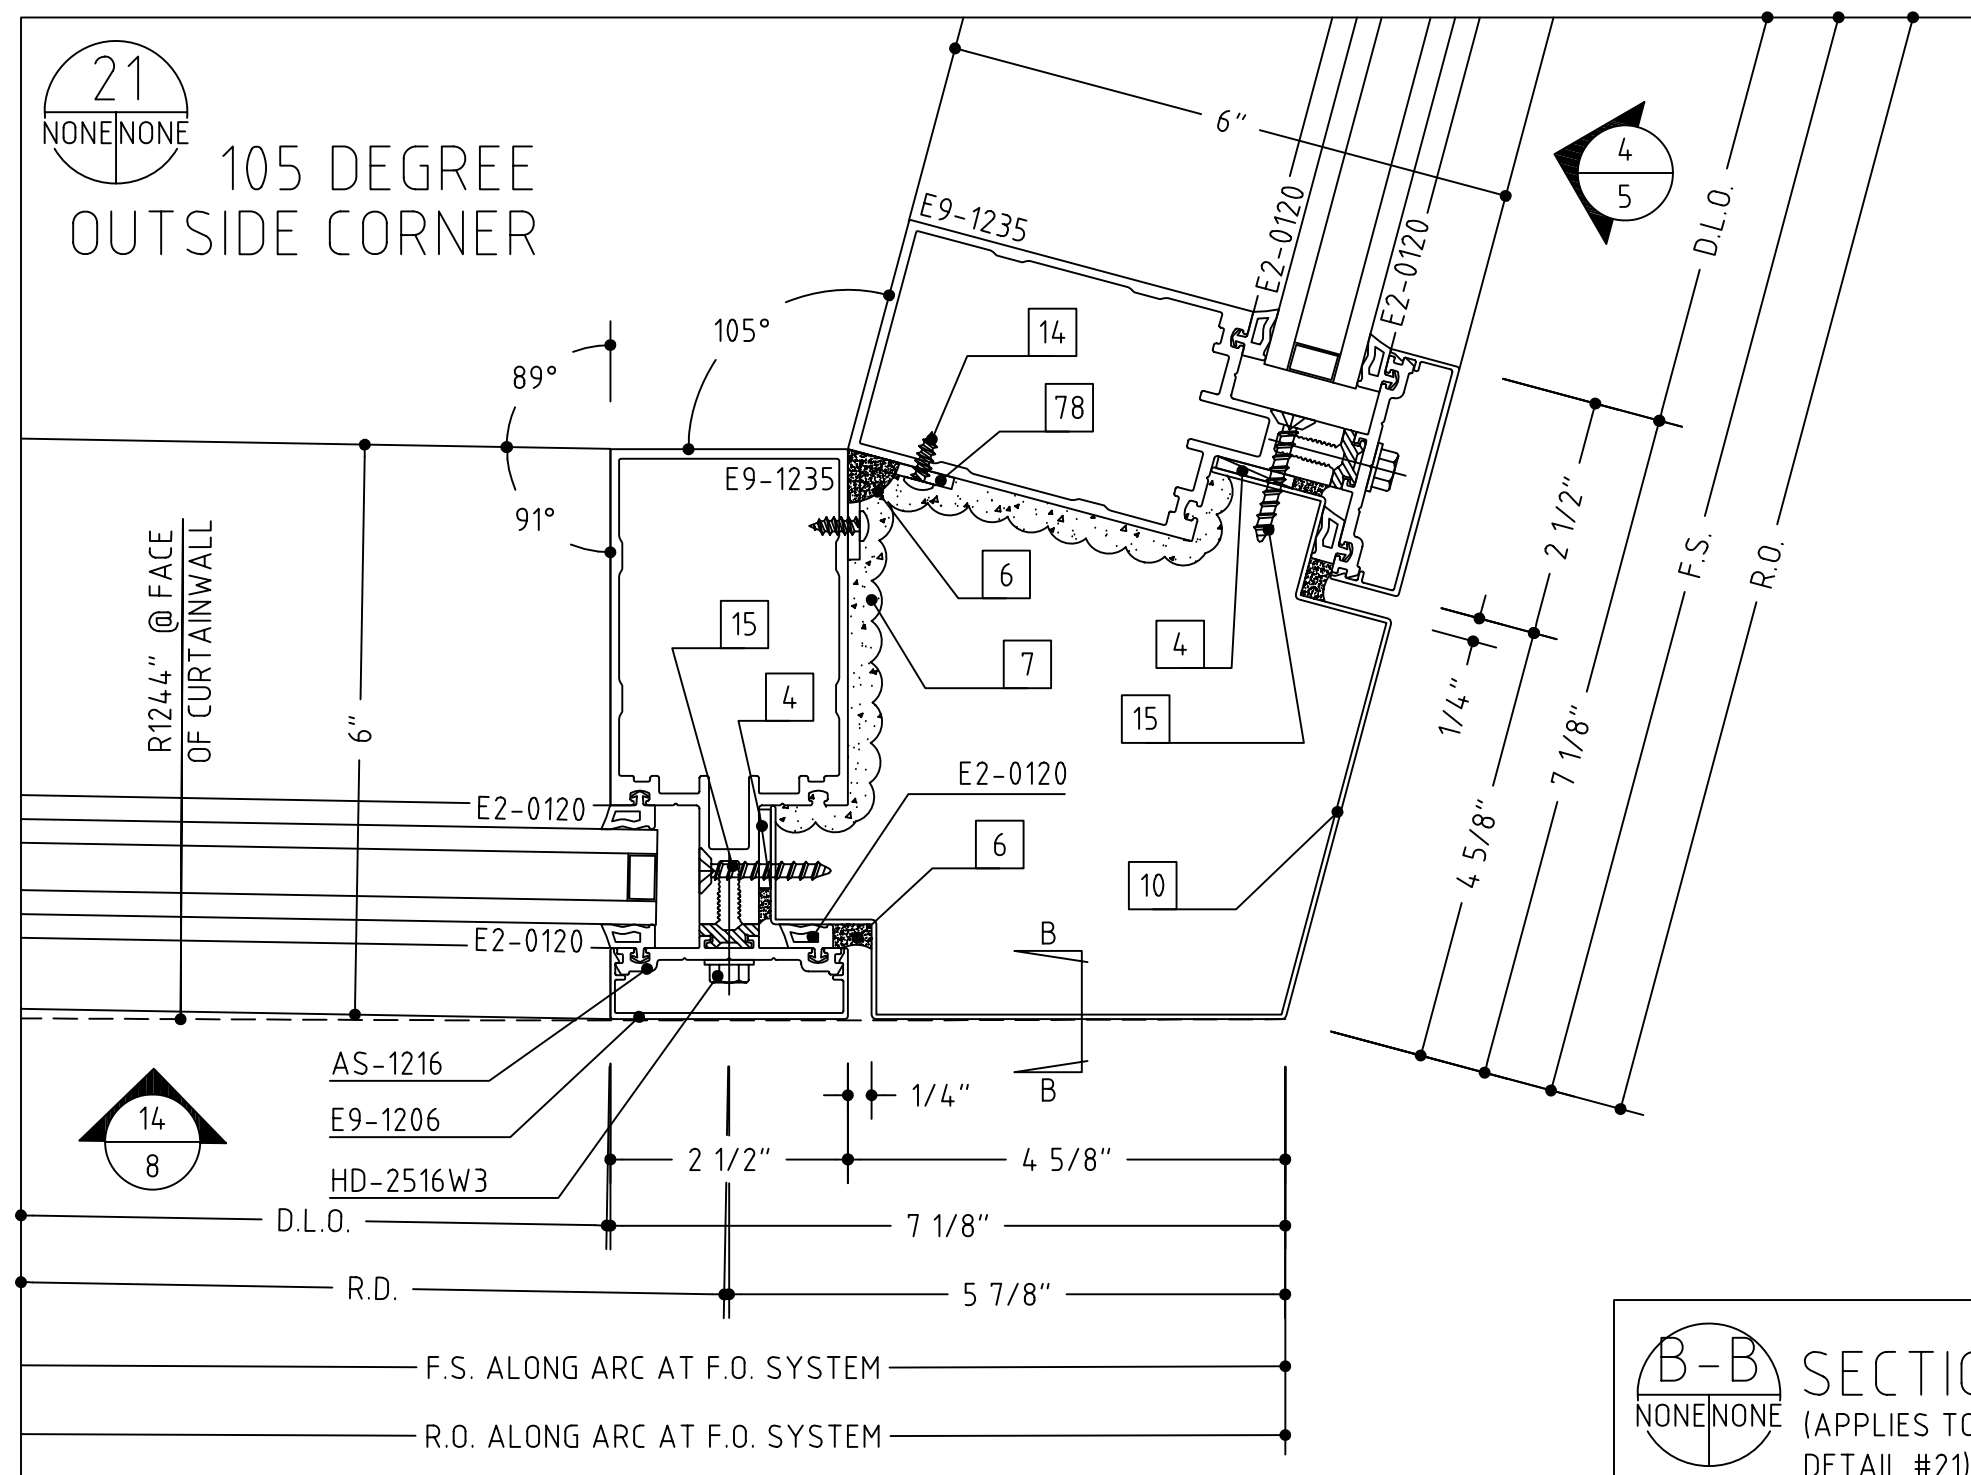 21
NONE NONE
105 DEGREE
OUTSIDE CORNER
6"
4
5
D.L.O.
E9-1235
E2-0120
E2-0120
105°
89°
91°
14
78
E9-1235
R1244" @ FACE
OF CURTAINWALL
6"
6
15
7
4
4
15
2 1/2"
F.S.
R.O.
1/4"
7 1/8"
4 5/8"
E2-0120
E2-0120
6
10
E2-0120
B
B
AS-1216
E9-1206
HD-2516W3
14
8
1/4"
2 1/2"
4 5/8"
D.L.O.
7 1/8"
R.D.
5 7/8"
F.S. ALONG ARC AT F.O. SYSTEM
R.O. ALONG ARC AT F.O. SYSTEM
B-B
NONE NONE
SECTIO
(APPLIES TO
DETAIL #21)